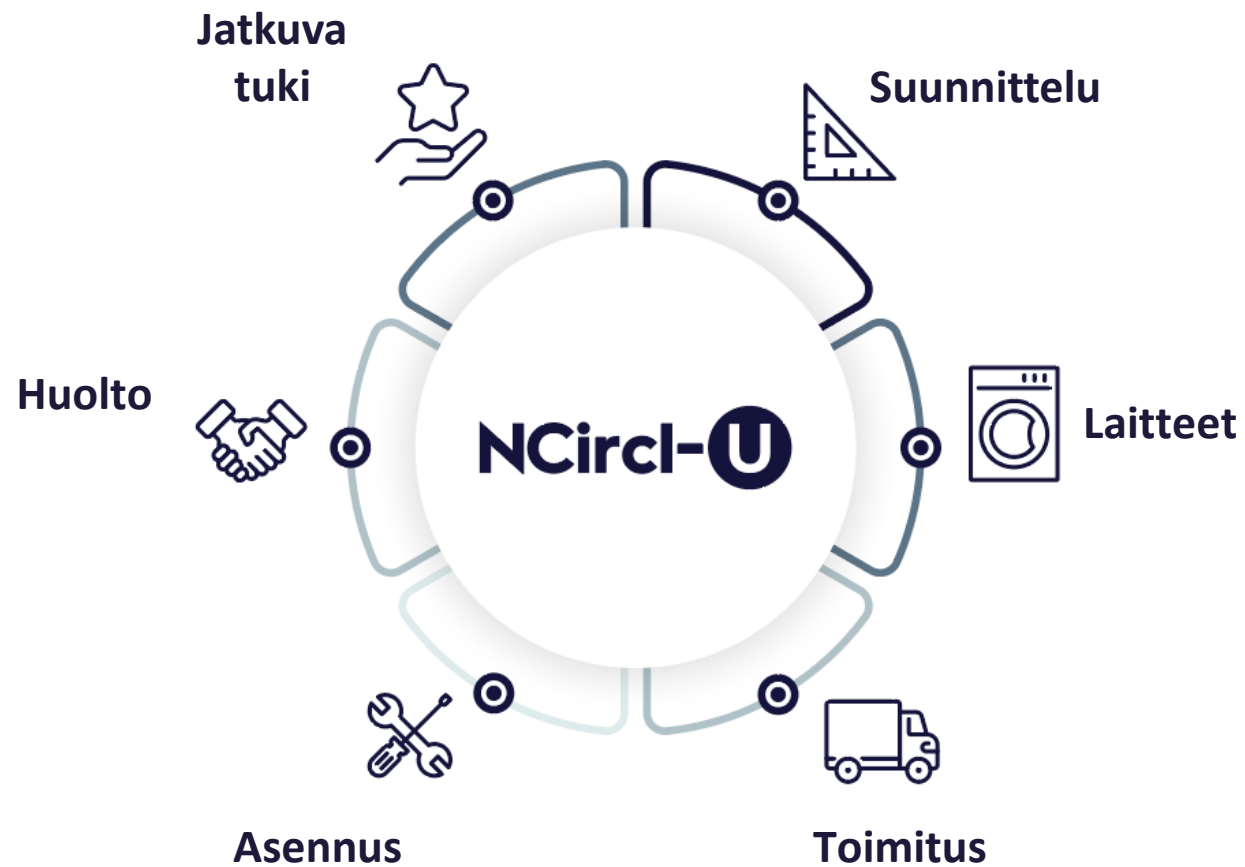 Jatkuva
tuki
Suunnittelu
Huolto
NCircl-U
Laitteet
Asennus
Toimitus